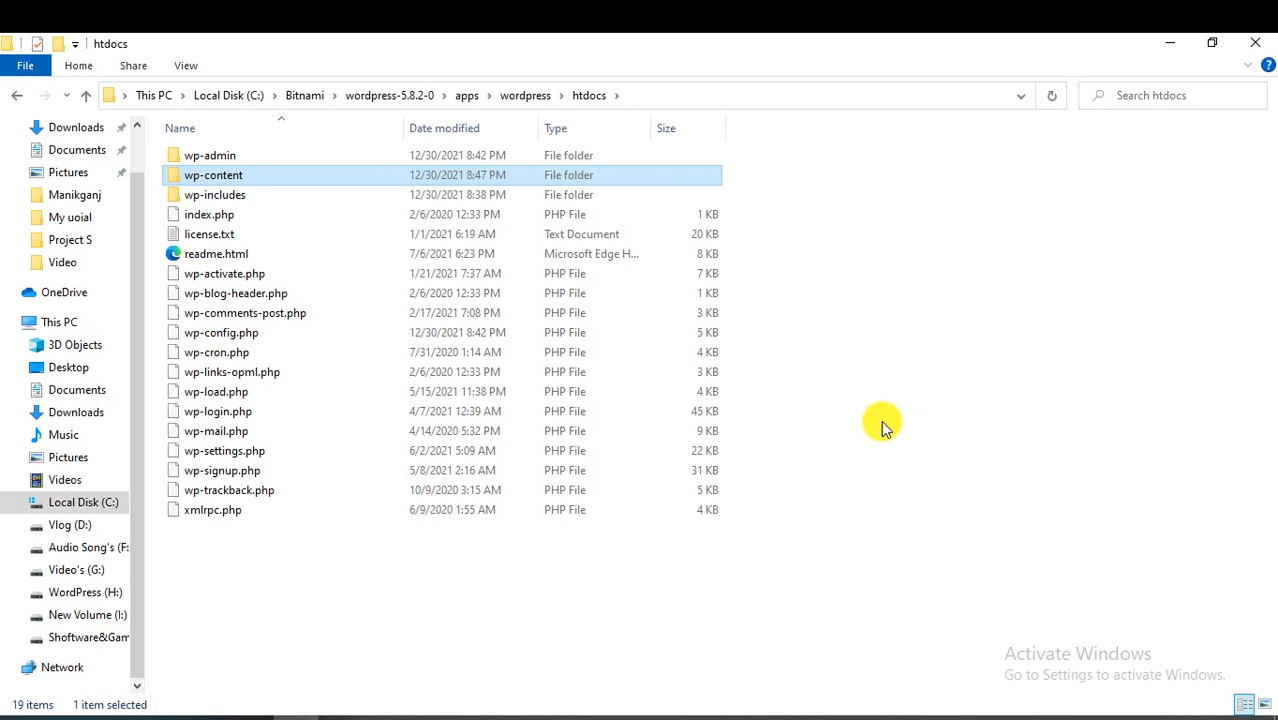 htdocs
File Home Share View
This PC Local Disk (C:) Bitnami wordpress-5.8.2-0 apps wordpress htdocs Search htdocs
Name Date modified Type Size
Downloads
Documents
Pictures
Manikganj
My uoial
Project S
Video
OneDrive
This PC
3D Objects
Desktop
Documents
Downloads
Music
Pictures
Videos
Local Disk (C:)
Vlog (D:)
Audio Song's (F:
Video's (G:)
WordPress (H:)
New Volume (I:)
Shoftware&Gam
Network
wp-admin 12/30/2021 8:42 PM File folder
wp-content 12/30/2021 8:47 PM File folder
wp-includes 12/30/2021 8:38 PM File folder
index.php 2/6/2020 12:33 PM PHP File 1 KB
license.txt 1/1/2021 6:19 AM Text Document 20 KB
readme.html 7/6/2021 6:23 PM Microsoft Edge H... 8 KB
wp-activate.php 1/21/2021 7:37 AM PHP File 7 KB
wp-blog-header.php 2/6/2020 12:33 PM PHP File 1 KB
wp-comments-post.php 2/17/2021 7:08 PM PHP File 3 KB
wp-config.php 12/30/2021 8:42 PM PHP File 5 KB
wp-cron.php 7/31/2020 1:14 AM PHP File 4 KB
wp-links-opml.php 2/6/2020 12:33 PM PHP File 3 KB
wp-load.php 5/15/2021 11:38 PM PHP File 4 KB
wp-login.php 4/7/2021 12:39 AM PHP File 45 KB
wp-mail.php 4/14/2020 5:32 PM PHP File 9 KB
wp-settings.php 6/2/2021 5:09 AM PHP File 22 KB
wp-signup.php 5/8/2021 2:16 AM PHP File 31 KB
wp-trackback.php 10/9/2020 3:15 AM PHP File 5 KB
xmlrpc.php 6/9/2020 1:55 AM PHP File 4 KB
Activate Windows
Go to Settings to activate Windows.
19 items 1 item selected